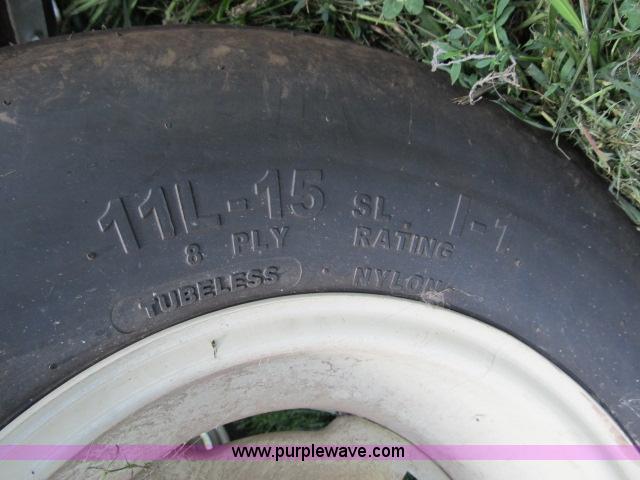 11L-15 SL I-1
8 PLY RATING
TUBELESS NYLON
www.purplewave.com